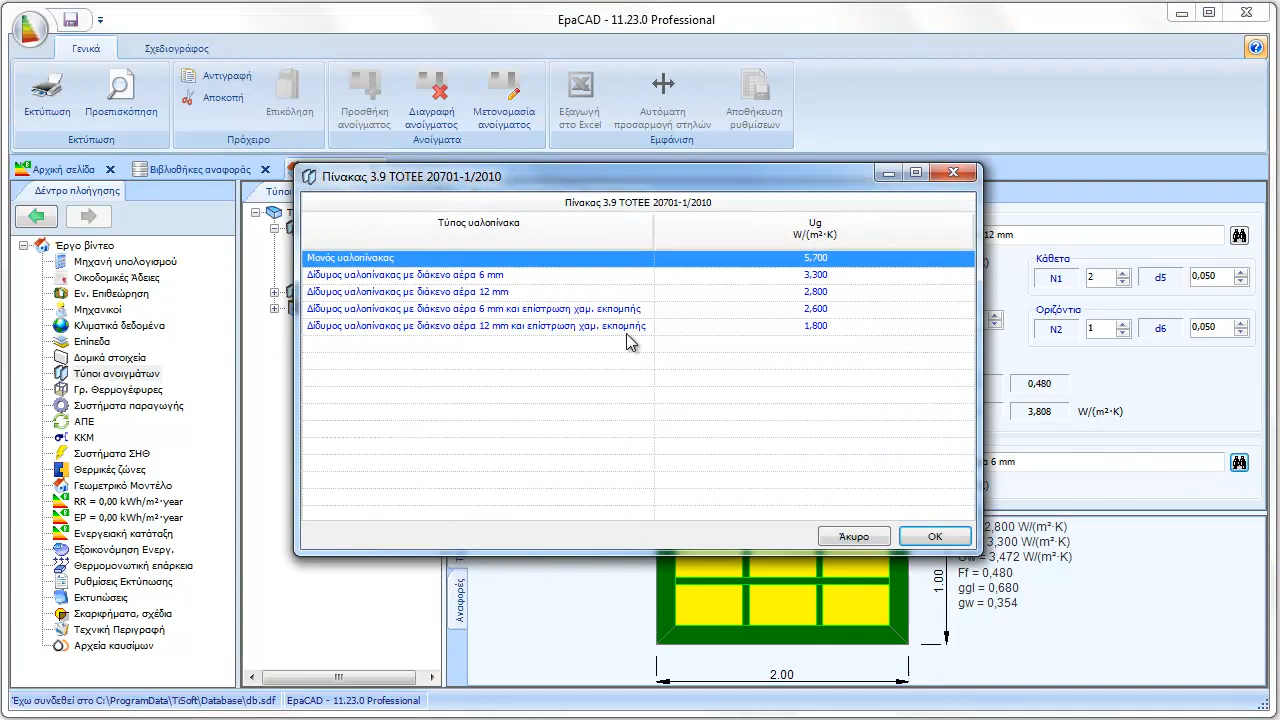 EpaCAD - 11.23.0 Professional
Γενικά
Σχεδιογράφος
Εκτύπωση
Προεπισκόπηση
Αντιγραφή
Αποκοπή
Επικόληση
Προσθήκη ανοίγματος
Διαγραφή ανοίγματος
Μετονομασία ανοίγματος
Εξαγωγή στο Excel
Αυτόματη προσαρμογή στηλών
Αποθήκευση ρυθμίσεων
Εκτύπωση
Πρόχειρο
Ανοίγματα
Εμφάνιση
Αρχική σελίδα
Βιβλιοθήκες αναφοράς
Δέντρο πλοήγησης
Έργο βίντεο
Μηχανή υπολογισμού
Οικοδομικές Άδειες
Εν. Επιθεώρηση
Μηχανικοί
Κλιματικά δεδομένα
Επίπεδα
Δομικά στοιχεία
Τύποι ανοιγμάτων
Γρ. Θερμογέφυρες
Συστήματα παραγωγής
ΑΠΕ
ΚΚΜ
Συστήματα ΣΗΘ
Θερμικές ζώνες
Γεωμετρικό Μοντέλο
RR = 0,00 kWh/m²·year
EP = 0,00 kWh/m²·year
Ενεργειακή κατάταξη
Εξοικονόμηση Ενεργ.
Θερμομονωτική επάρκεια
Ρυθμίσεις Εκτύπωσης
Εκτυπώσεις
Σκαριφήματα, σχέδια
Τεχνική Περιγραφή
Αρχεία καυσίμων
Τύποι
Πίνακας 3.9 ΤΟΤΕΕ 20701-1/2010
Πίνακας 3.9 ΤΟΤΕΕ 20701-1/2010
Τύπος υαλοπίνακα
Ug
W/(m²·K)
Μονός υαλοπίνακας 5,700
Δίδυμος υαλοπίνακας με διάκενο αέρα 6 mm 3,300
Δίδυμος υαλοπίνακας με διάκενο αέρα 12 mm 2,800
Δίδυμος υαλοπίνακας με διάκενο αέρα 6 mm και επίστρωση χαμ. εκπομπής 2,600
Δίδυμος υαλοπίνακας με διάκενο αέρα 12 mm και επίστρωση χαμ. εκπομπής 1,800
Άκυρο
OK
12 mm
Κάθετα
N1 2 d5 0,050
Οριζόντια
N2 1 d6 0,050
0,480
3,808 W/(m²·K)
6 mm
2,800 W/(m²·K)
3,300 W/(m²·K)
= 3,472 W/(m²·K)
Ff = 0,480
ggl = 0,680
gw = 0,354
Αναφορές
1.00
2.00
Έχω συνδεθεί στο C:\ProgramData\TiSoft\Database\db.sdf
EpaCAD - 11.23.0 Professional